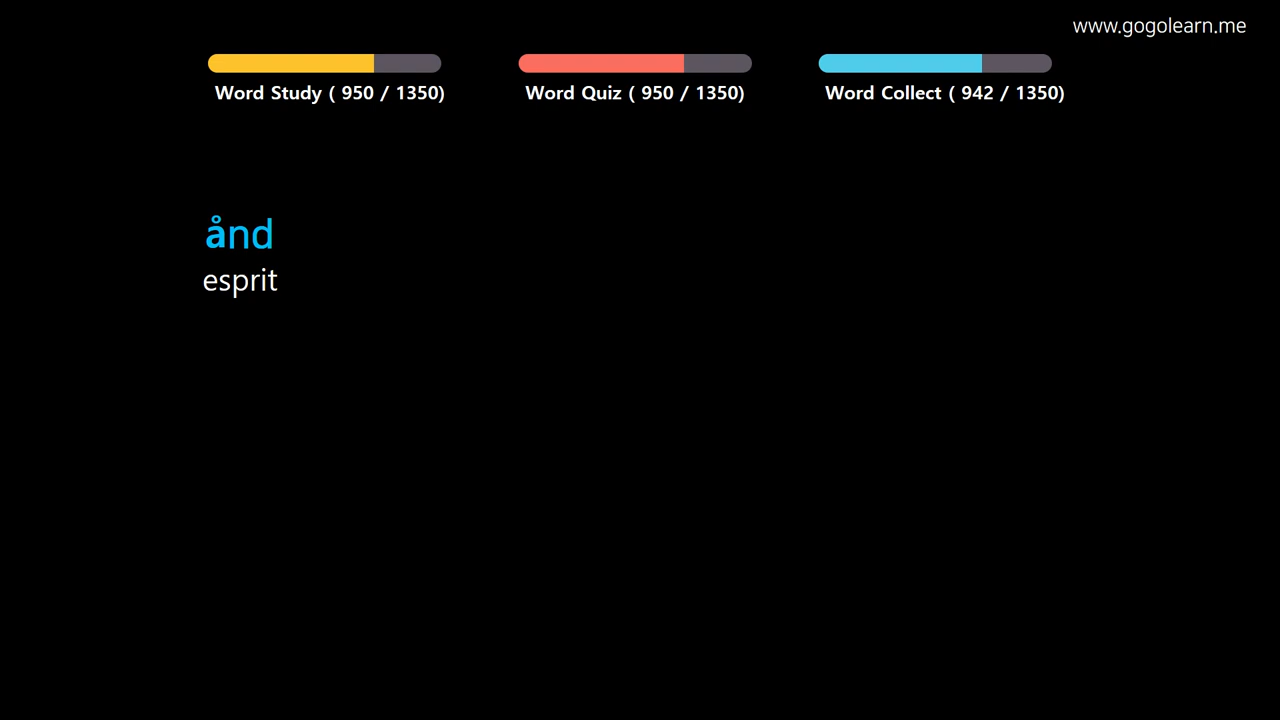 www.gogolearn.me
Word Study ( 950 / 1350)
Word Quiz ( 950 / 1350)
Word Collect ( 942 / 1350)
ånd
esprit